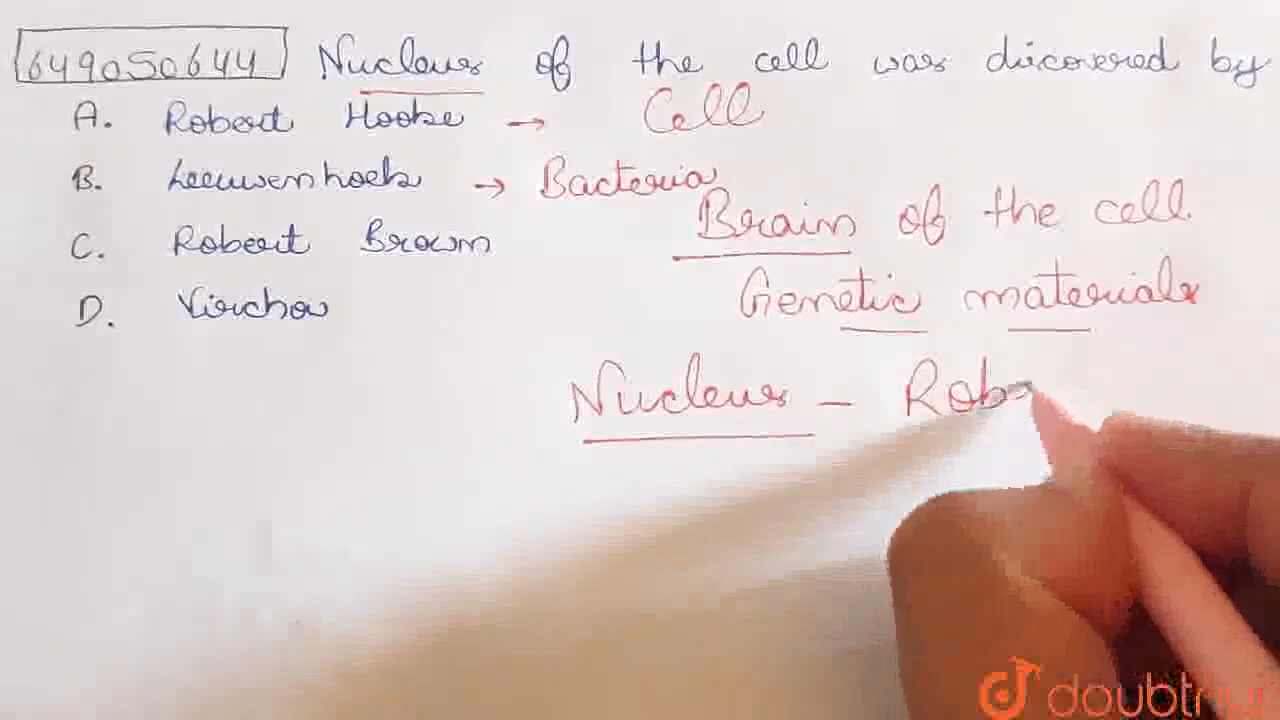 649050644 Nucleus of the cell was discovered by
A. Robert Hooke → Cell
B. Leeuwenhoek → Bacteria
Brain of the cell.
C. Robert Brown
Genetic materials
D. Virchow
Nucleus - Rob
doubtnut